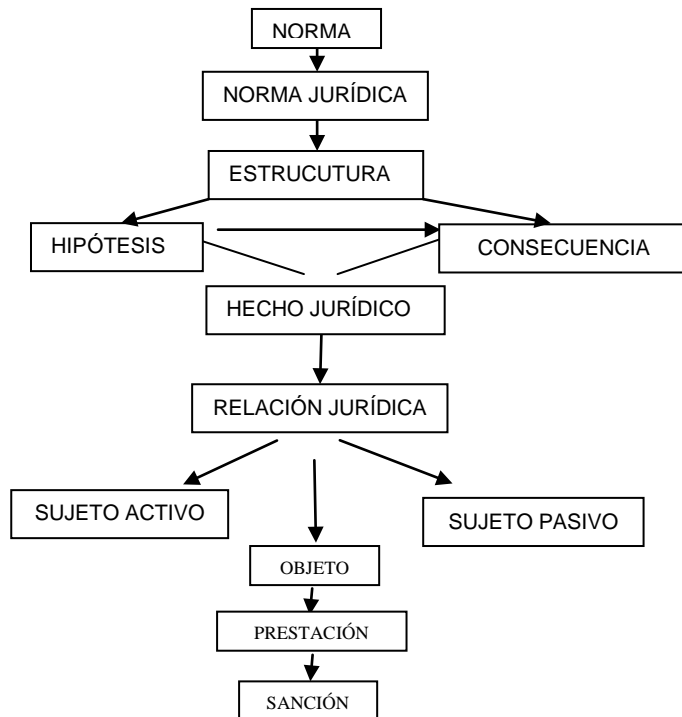 NORMA
NORMA JURÍDICA
ESTRUCUTURA
HIPÓTESIS
CONSECUENCIA
HECHO JURÍDICO
RELACIÓN JURÍDICA
SUJETO ACTIVO
SUJETO PASIVO
OBJETO
PRESTACIÓN
SANCIÓN